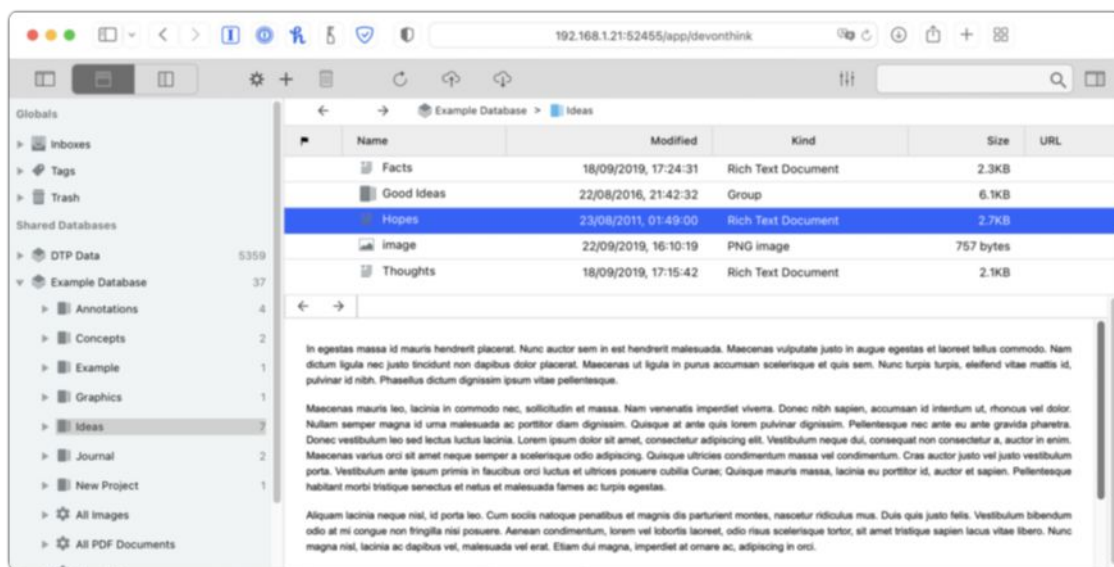 192.168.1.21:52455/app/devonthink
Globals
Inboxes
Tags
Trash
Shared Databases
DTP Data 5359
Example Database 37
Annotations 4
Concepts 2
Example 1
Graphics 1
Ideas 7
Journal 2
New Project 1
All Images
All PDF Documents
Example Database > Ideas
Name Modified Kind Size URL
Facts 18/09/2019, 17:24:31 Rich Text Document 2.3KB
Good Ideas 22/08/2016, 21:42:32 Group 6.1KB
Hopes 23/08/2011, 01:49:00 Rich Text Document 2.7KB
image 22/09/2019, 16:10:19 PNG image 757 bytes
Thoughts 18/09/2019, 17:15:42 Rich Text Document 2.1KB
In egestas massa id mauris hendrerit placerat. Nunc auctor sem in est hendrerit malesuada. Maecenas vulputate justo in augue egestas et laoreet tellus commodo. Nam
dictum ligula nec justo tincidunt non dapibus dolor placerat. Maecenas ut ligula in purus accumsan scelerisque et quis sem. Nunc turpis turpis, eleifend vitae mattis id,
pulvinar id nibh. Phasellus dictum dignissim ipsum vitae pellentesque.
Maecenas mauris leo, lacinia in commodo nec, sollicitudin et massa. Nam venenatis imperdiet viverra. Donec nibh sapien, accumsan id interdum ut, rhoncus vel dolor.
Nullam semper magna id urna malesuada ac porttitor diam dignissim. Quisque at ante quis lorem pulvinar dignissim. Pellentesque nec ante eu ante gravida pharetra.
Donec vestibulum leo sed lectus luctus lacinia. Lorem ipsum dolor sit amet, consectetur adipiscing elit. Vestibulum neque dui, consequat non consectetur a, auctor in enim.
Maecenas varius orci sit amet neque semper a scelerisque odio adipiscing. Quisque ultricies condimentum massa vel condimentum. Cras auctor justo vel justo vestibulum
porta. Vestibulum ante ipsum primis in faucibus orci luctus et ultrices posuere cubilia Curae; Quisque mauris massa, lacinia eu porttitor id, auctor et sapien. Pellentesque
habitant morbi tristique senectus et netus et malesuada fames ac turpis egestas.
Aliquam lacinia neque nisl, id porta leo. Cum sociis natoque penatibus et magnis dis parturient montes, nascetur ridiculus mus. Duis quis justo felis. Vestibulum bibendum
odio at mi congue non fringilla nisi posuere. Aenean condimentum, lorem vel lobortis laoreet, odio risus scelerisque tortor, sit amet tristique sapien lacus vitae libero. Nunc
magna nisl, lacinia ac dapibus vel, malesuada vel erat. Etiam dui magna, imperdiet at ornare ac, adipiscing in orci.